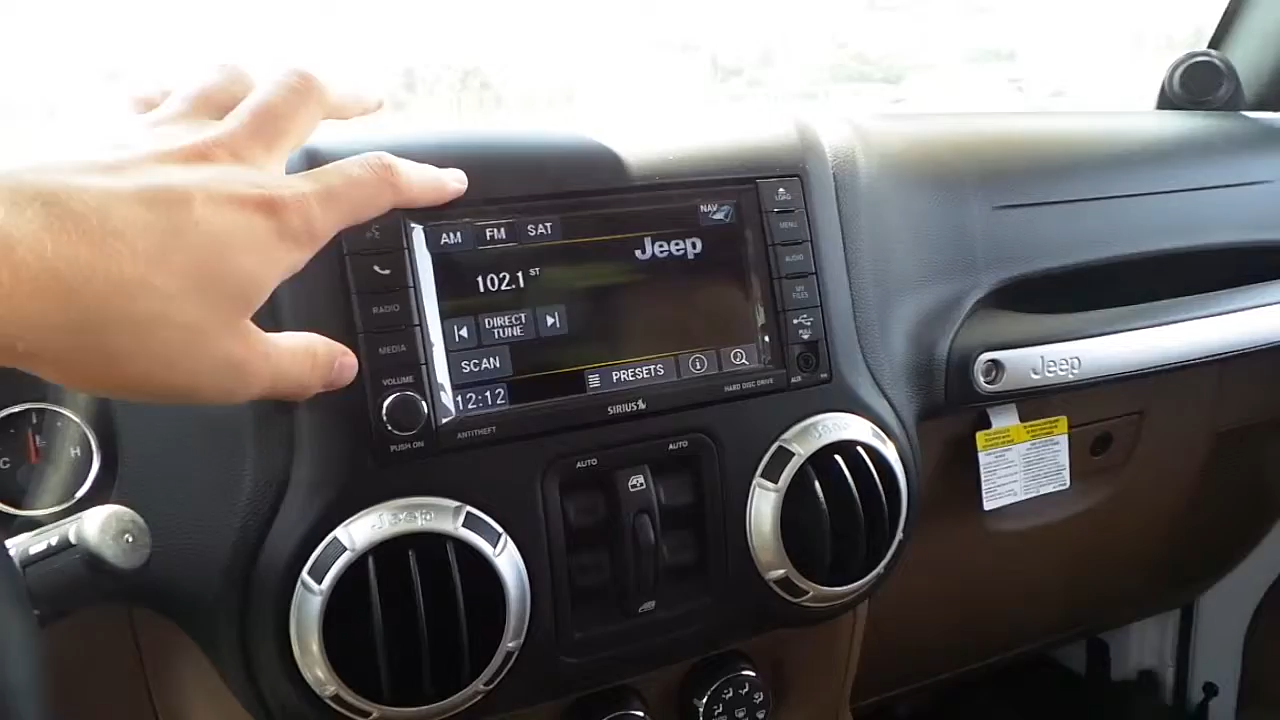 AM FM SAT
NAV
Jeep
102.1 ST
DIRECT
TUNE
SCAN
PRESETS
12:12
SIRIUS
HARD DISC DRIVE
ANTITHEFT
RADIO
MEDIA
VOLUME
PUSH ON
LOAD
MENU
AUDIO
MY
FILES
PULL
AUX
AUTO
AUTO
Jeep
Jeep
Jeep
C H